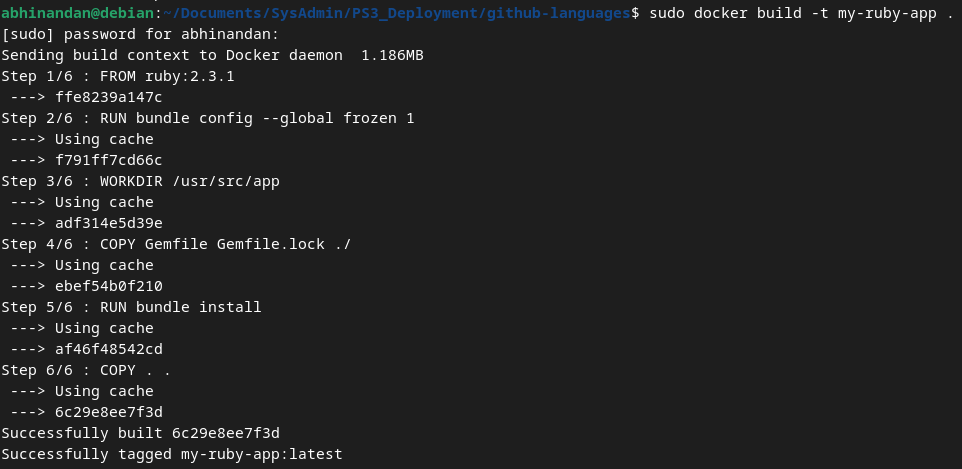 abhinandan@debian:~/Documents/SysAdmin/PS3_Deployment/github-languages$ sudo docker build -t my-ruby-app .
[sudo] password for abhinandan:
Sending build context to Docker daemon  1.186MB
Step 1/6 : FROM ruby:2.3.1
 ---> ffe8239a147c
Step 2/6 : RUN bundle config --global frozen 1
 ---> Using cache
 ---> f791ff7cd66c
Step 3/6 : WORKDIR /usr/src/app
 ---> Using cache
 ---> adf314e5d39e
Step 4/6 : COPY Gemfile Gemfile.lock ./
 ---> Using cache
 ---> ebef54b0f210
Step 5/6 : RUN bundle install
 ---> Using cache
 ---> af46f48542cd
Step 6/6 : COPY . .
 ---> Using cache
 ---> 6c29e8ee7f3d
Successfully built 6c29e8ee7f3d
Successfully tagged my-ruby-app:latest